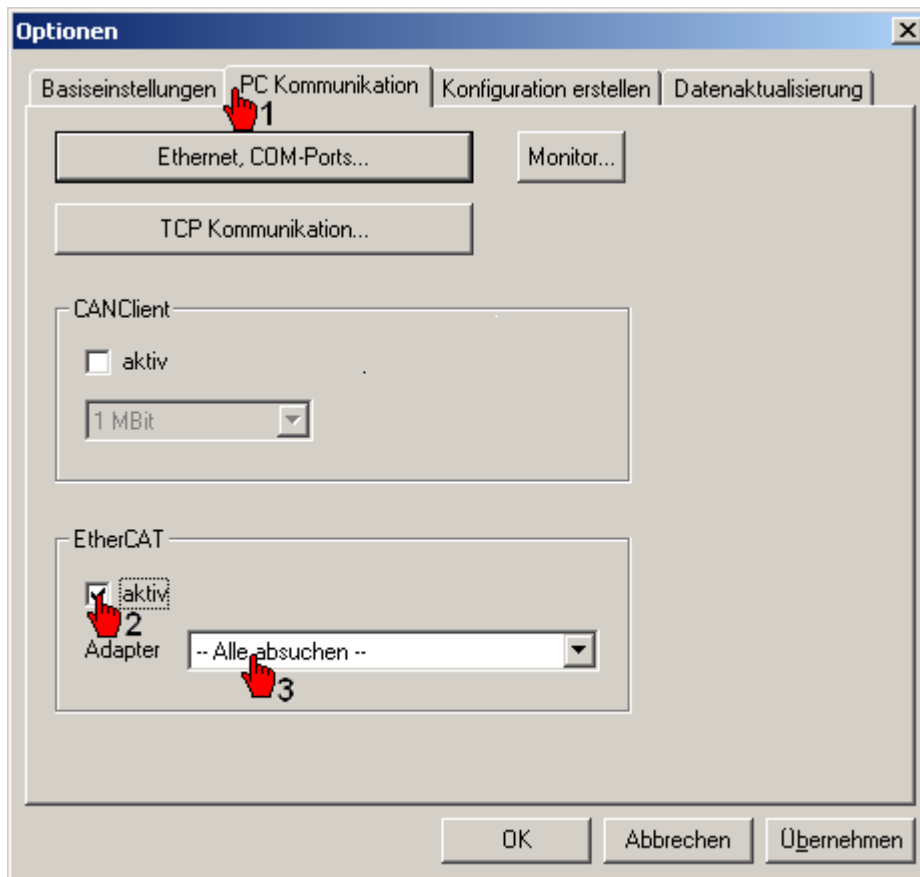 Optionen
Basiseinstellungen PC Kommunikation Konfiguration erstellen Datenaktualisierung
1
Ethernet, COM-Ports... Monitor...
TCP Kommunikation...
CANClient
aktiv
1 MBit
EtherCAT
aktiv
2
Adapter -- Alle absuchen --
3
OK Abbrechen Übernehmen